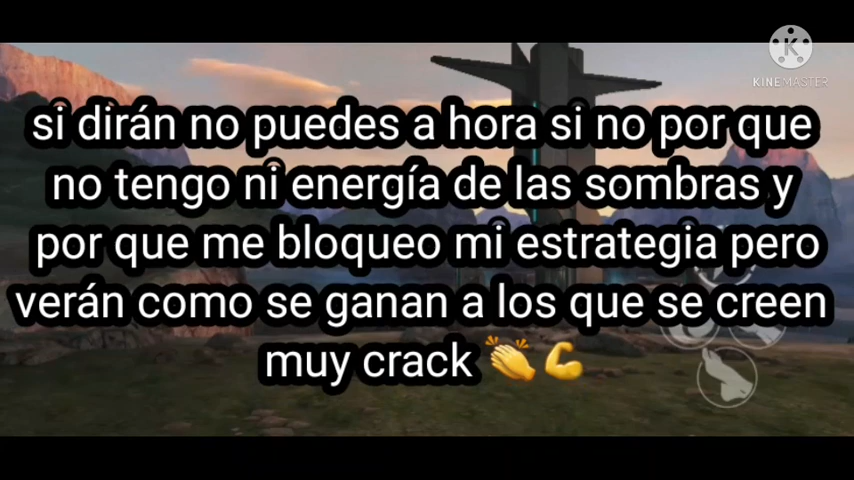 KINEMASTER
si dirán no puedes a hora si no por que
no tengo ni energía de las sombras y
por que me bloqueo mi estrategia pero
verán como se ganan a los que se creen
muy crack 👏💪